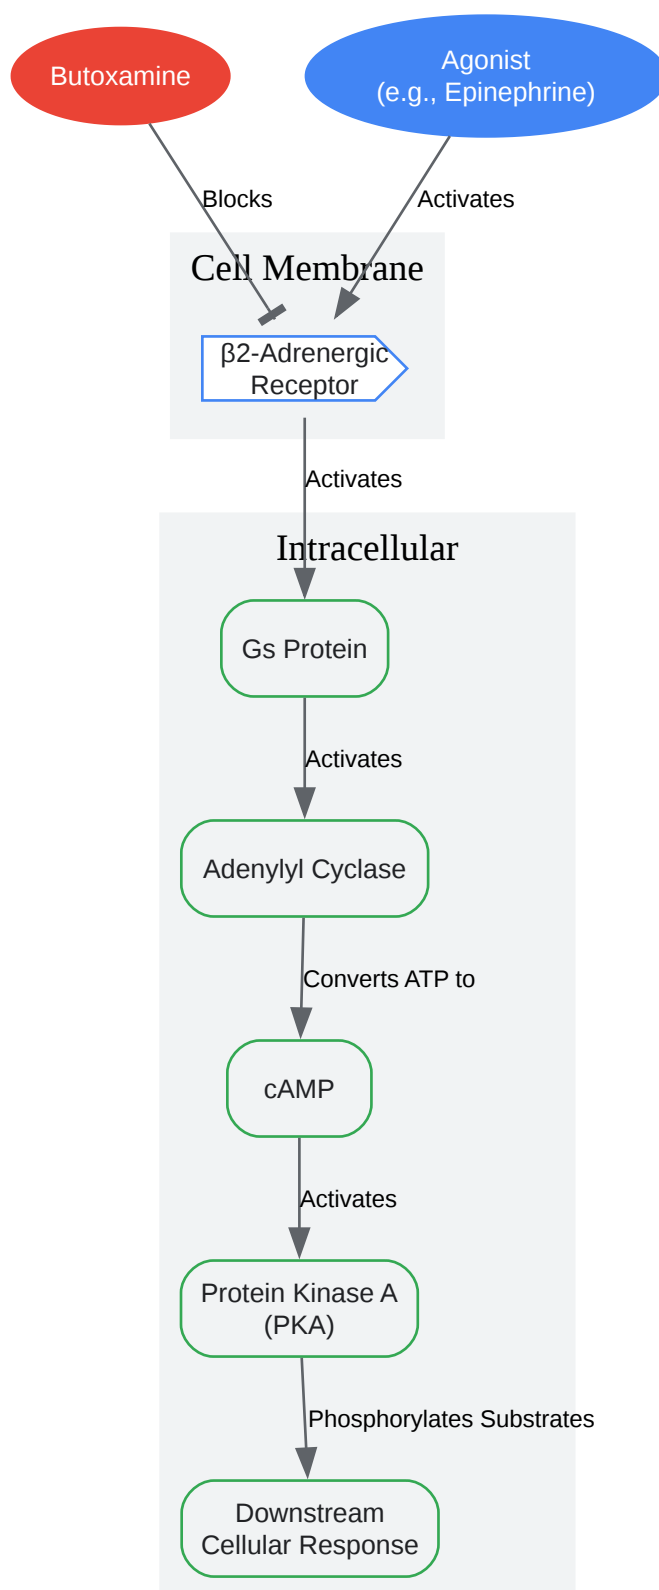 Butoxamine
Agonist
(e.g., Epinephrine)
Blocks
Activates
Cell Membrane
β2-Adrenergic
Receptor
Activates
Intracellular
Gs Protein
Activates
Adenylyl Cyclase
Converts ATP to
cAMP
Activates
Protein Kinase A
(PKA)
Phosphorylates Substrates
Downstream
Cellular Response